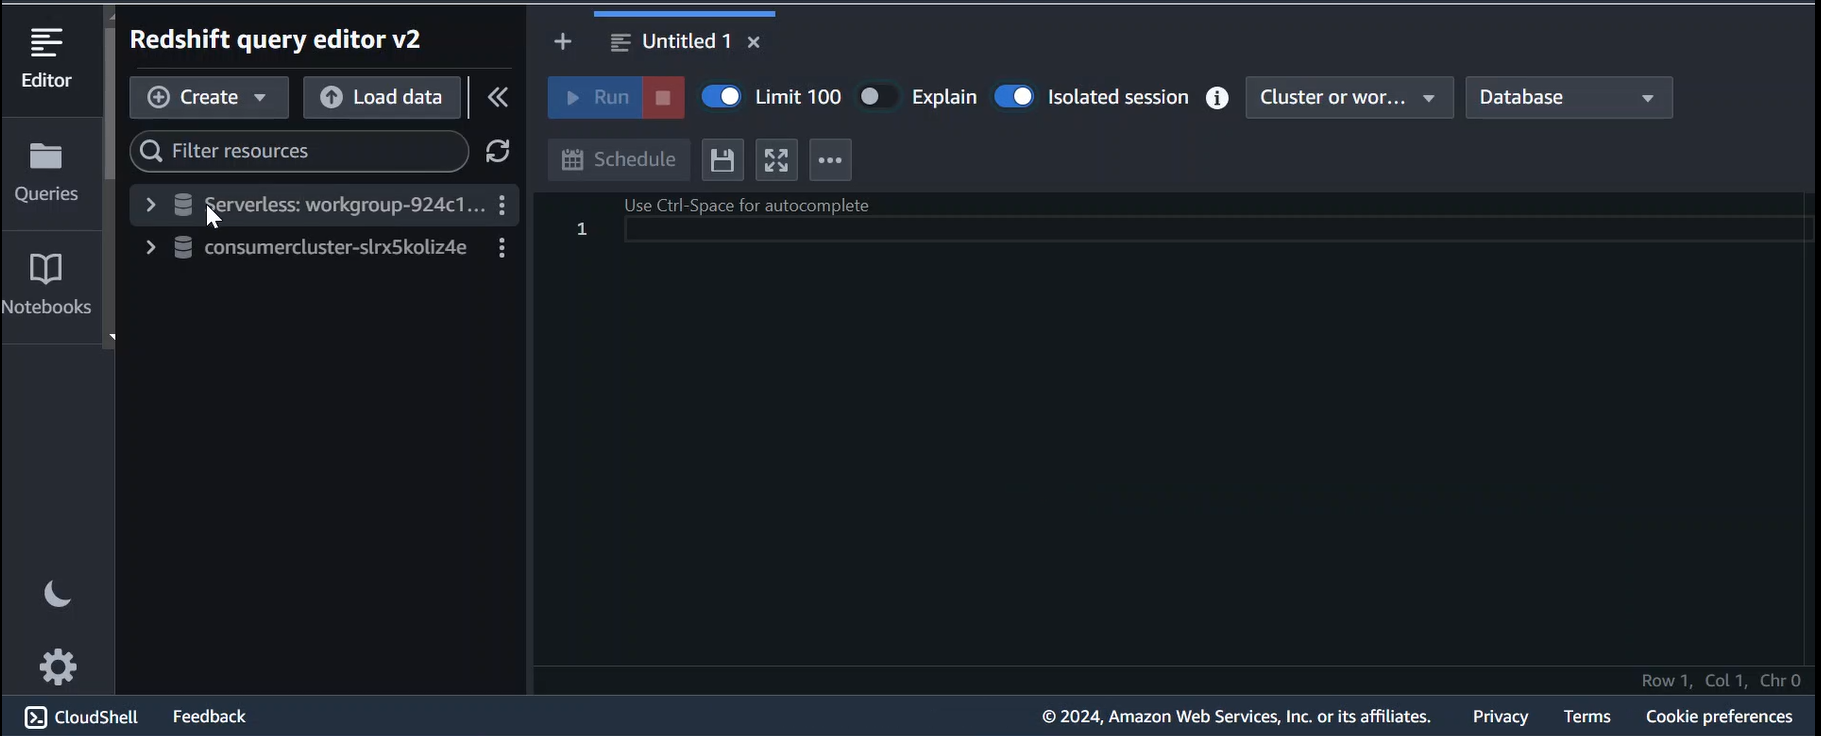 Editor
Queries
Notebooks
Redshift query editor v2
Create
Load data
Filter resources
Serverless: workgroup-924c1...
consumercluster-slrx5koliz4e
Untitled 1
Run
Limit 100
Explain
Isolated session
Cluster or wor...
Database
Schedule
Use Ctrl-Space for autocomplete
1
Row 1, Col 1, Chr 0
CloudShell
Feedback
© 2024, Amazon Web Services, Inc. or its affiliates.
Privacy
Terms
Cookie preferences